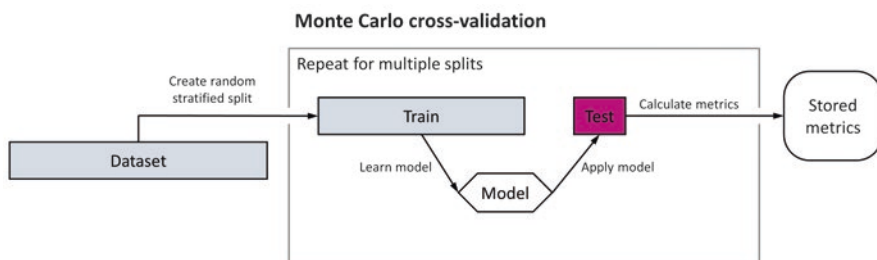 Monte Carlo cross-validation
Repeat for multiple splits
Create random
stratified split
Dataset
Train
Test
Calculate metrics
Stored
metrics
Learn model
Model
Apply model